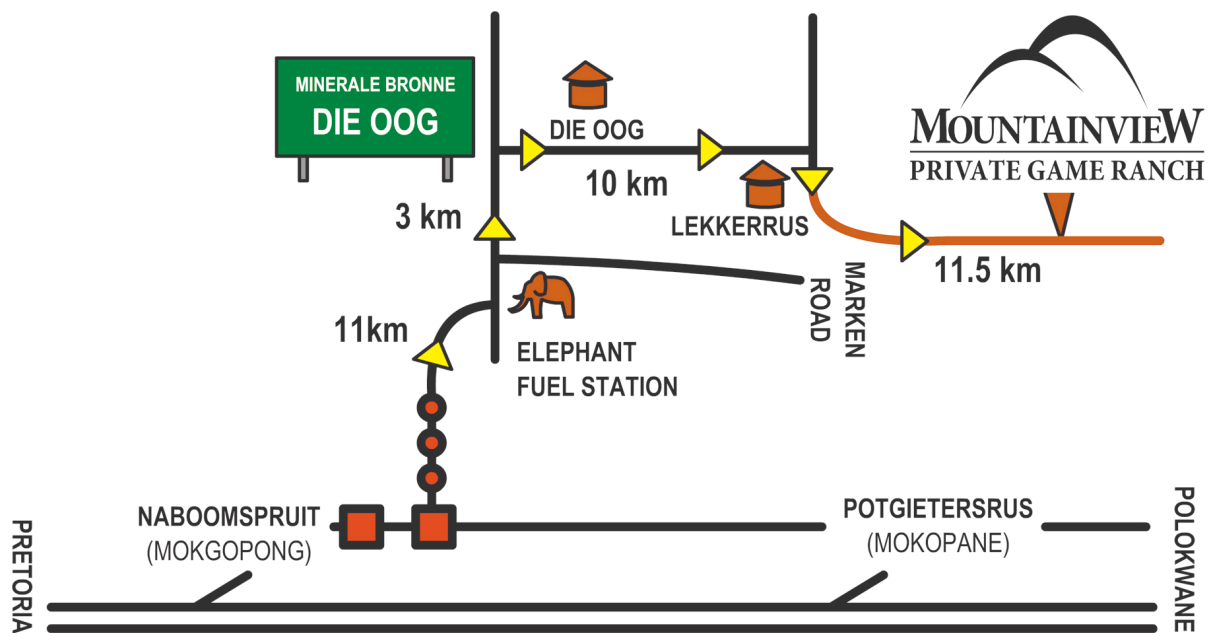 MINERALE BRONNE
DIE OOG
DIE OOG
10 km
3 km
LEKKERRUS
MOUNTAINVIEW
PRIVATE GAME RANCH
11.5 km
MARKEN
ROAD
11km
ELEPHANT
FUEL STATION
NABOOMSPRUIT
(MOKGOPONG)
POTGIETERSRUS
(MOKOPANE)
PRETORIA
POLOKWANE